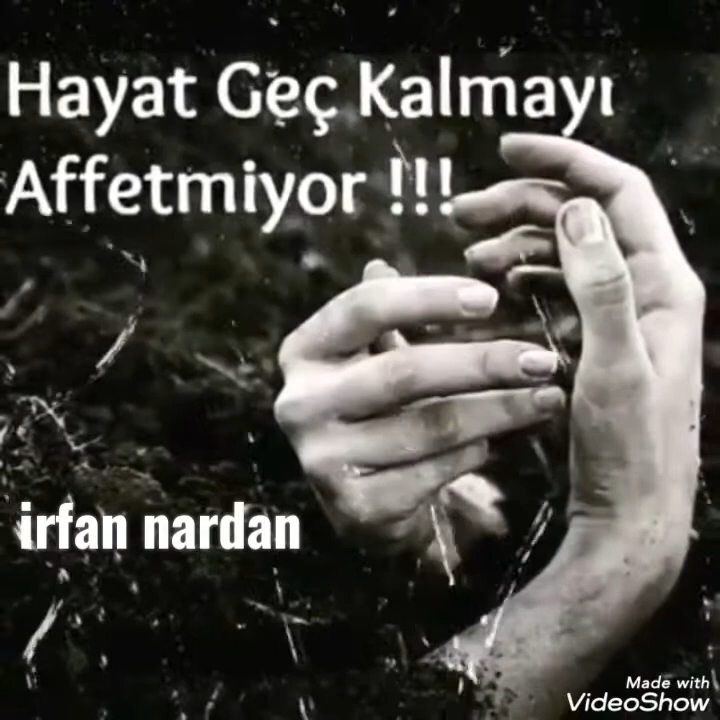 Hayat Geç Kalmayı
Affetmiyor !!!
irfan nardan
Made with
VideoShow